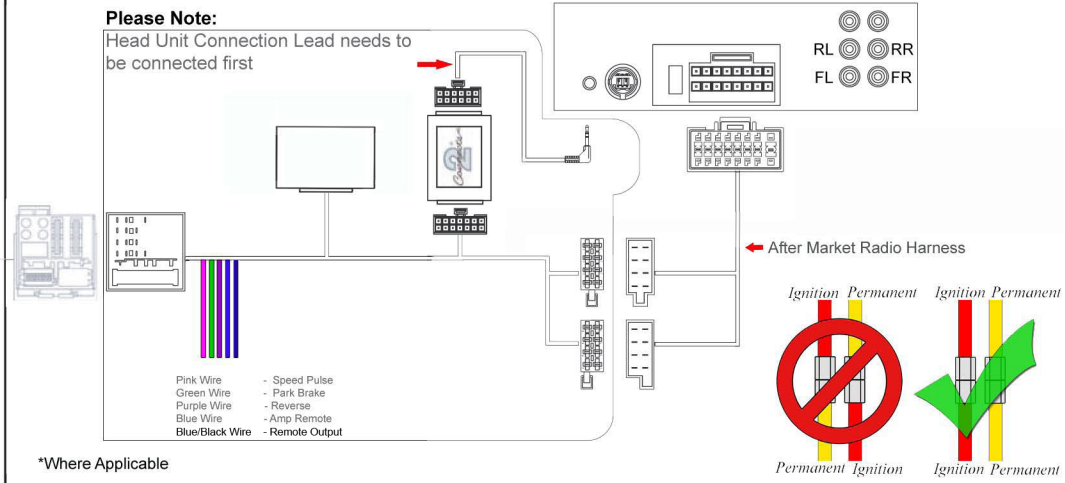 Please Note:
Head Unit Connection Lead needs to
be connected first
RL RR
FL FR
Connects 2
After Market Radio Harness
Ignition Permanent Ignition Permanent
Pink Wire - Speed Pulse
Green Wire - Park Brake
Purple Wire - Reverse
Blue Wire - Amp Remote
Blue/Black Wire - Remote Output
*Where Applicable
Permanent Ignition Ignition Permanent